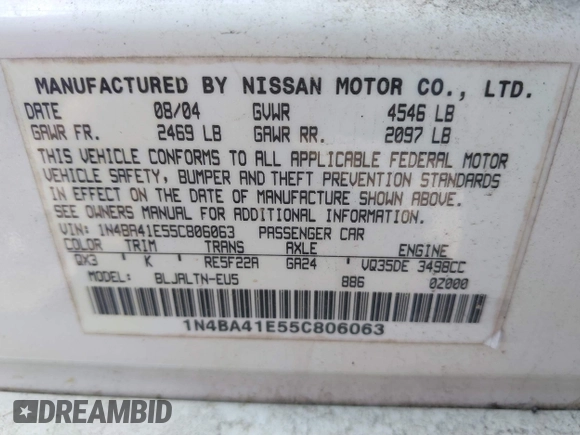 MANUFACTURED BY NISSAN MOTOR CO., LTD.
DATE 08/04 GVWR 4546 LB
GAWR FR. 2469 LB GAWR RR. 2097 LB
THIS VEHICLE CONFORMS TO ALL APPLICABLE FEDERAL MOTOR
VEHICLE SAFETY, BUMPER AND THEFT PREVENTION STANDARDS
IN EFFECT ON THE DATE OF MANUFACTURE SHOWN ABOVE.
SEE OWNERS MANUAL FOR ADDITIONAL INFORMATION.
VIN: 1N4BA41E55C806063 PASSENGER CAR
COLOR TRIM TRANS AXLE ENGINE
QX3 K RE5F22A GA24 VQ35DE 3498CC
MODEL: BLJALTN-EU5 886 0Z000
1N4BA41E55C806063
DREAMBID